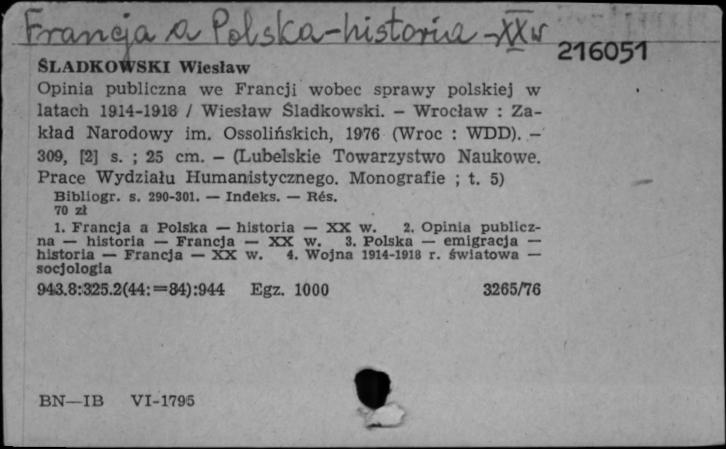 Francja a Polska-historia-XX w
216051
ŚLADKOWSKI Wiesław
Opinia publiczna we Francji wobec sprawy polskiej w
latach 1914-1918 / Wiesław Śladkowski. — Wrocław : Za-
kład Narodowy im. Ossolińskich, 1976 (Wroc : WDD). —
309, [2] s. ; 25 cm. — (Lubelskie Towarzystwo Naukowe.
Prace Wydziału Humanistycznego. Monografie ; t. 5)
Bibliogr. s. 290-301. — Indeks. — Rés.
70 zł
1. Francja a Polska — historia — XX w. 2. Opinia publicz-
na — historia — Francja — XX w. 3. Polska — emigracja —
historia — Francja — XX w. 4. Wojna 1914-1918 r. światowa —
socjologia
943.8:325.2(44:=84):944 Egz. 1000 3265/76
BN—IB VI-1795